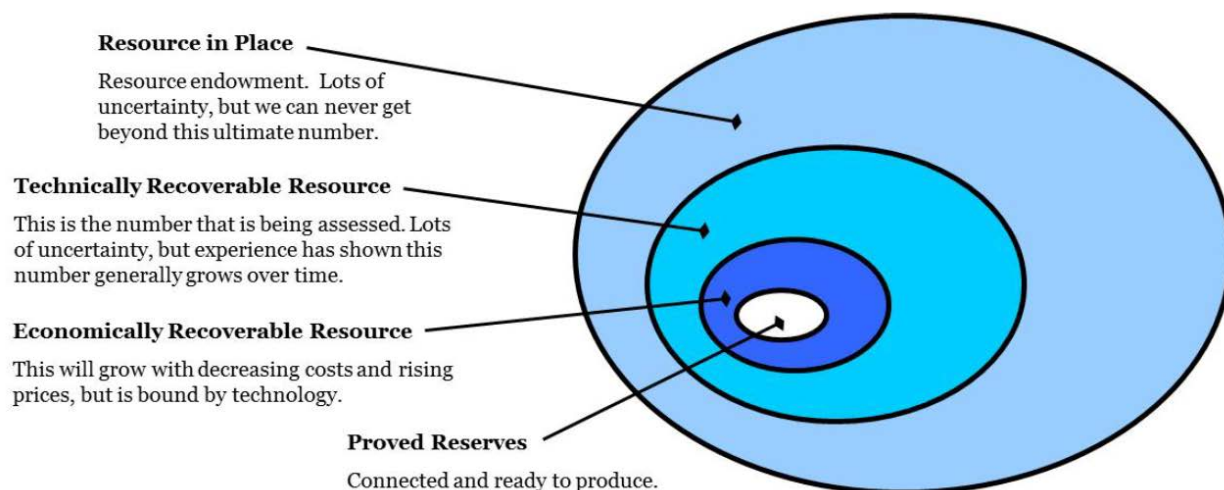 Resource in Place
Resource endowment. Lots of
uncertainty, but we can never get
beyond this ultimate number.
Technically Recoverable Resource
This is the number that is being assessed. Lots
of uncertainty, but experience has shown this
number generally grows over time.
Economically Recoverable Resource
This will grow with decreasing costs and rising
prices, but is bound by technology.
Proved Reserves
Connected and ready to produce.